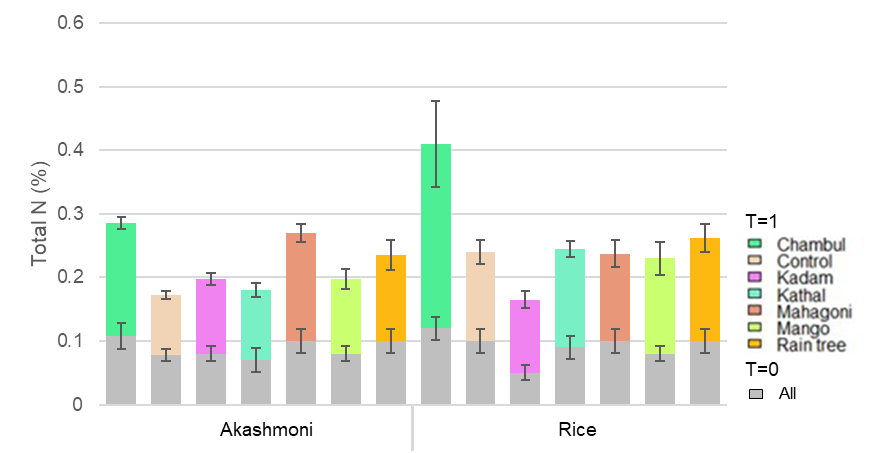 0.6
0.5
0.4
0.3
0.2
0.1
0
Total N (%)
Akashmoni
Rice
T=1
Chambul
Control
Kadam
Kathal
Mahagoni
Mango
Rain tree
T=0
All